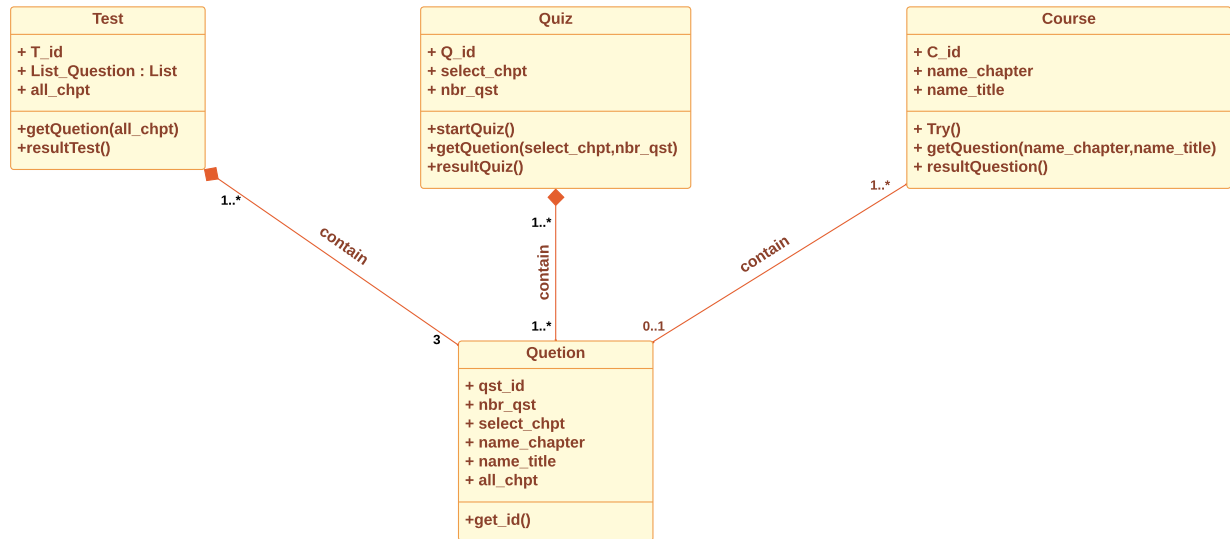 Test
+ T_id
+ List_Question : List
+ all_chpt
+getQuetion(all_chpt)
+resultTest()
Quiz
+ Q_id
+ select_chpt
+ nbr_qst
+startQuiz()
+getQuetion(select_chpt,nbr_qst)
+resultQuiz()
Course
+ C_id
+ name_chapter
+ name_title
+ Try()
+ getQuestion(name_chapter,name_title)
+ resultQuestion()
1..*
contain
3
1..*
contain
1..*
1..*
contain
0..1
Quetion
+ qst_id
+ nbr_qst
+ select_chpt
+ name_chapter
+ name_title
+ all_chpt
+get_id()